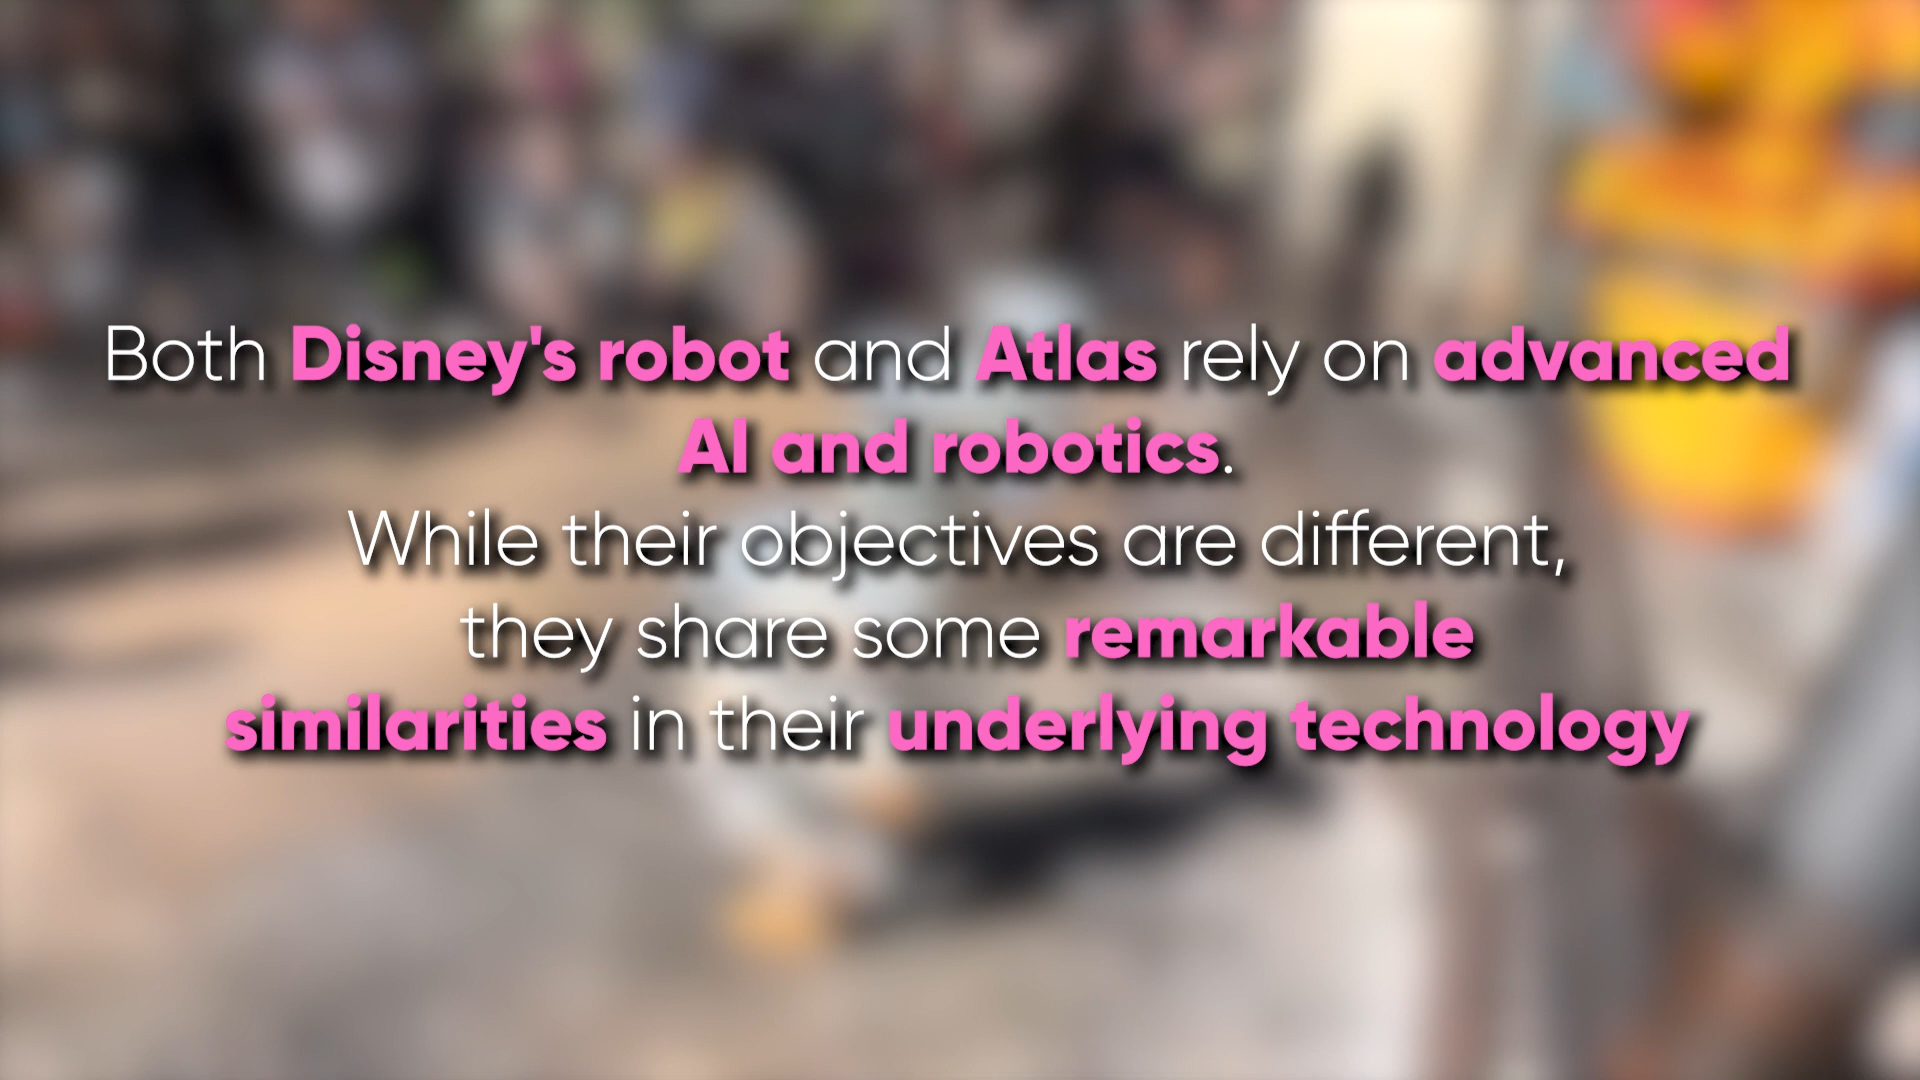 Both Disney's robot and Atlas rely on advanced
AI and robotics.
While their objectives are different,
they share some remarkable
similarities in their underlying technology